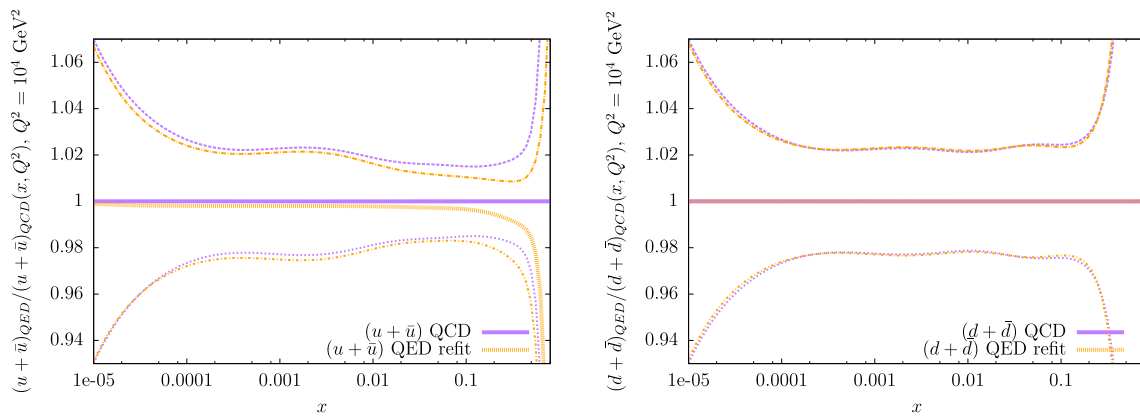 (u + ū)_{QED}/(u + ū)_{QCD}(x, Q²), Q² = 10⁴ GeV²
1.06
1.04
1.02
1
0.98
0.96
0.94
(u + ū) QCD
(u + ū) QED refit
1e-05
0.0001
0.001
0.01
0.1
x
(d + d̄)_{QED}/(d + d̄)_{QCD}(x, Q²), Q² = 10⁴ GeV²
1.06
1.04
1.02
1
0.98
0.96
0.94
(d + d̄) QCD
(d + d̄) QED refit
1e-05
0.0001
0.001
0.01
0.1
x